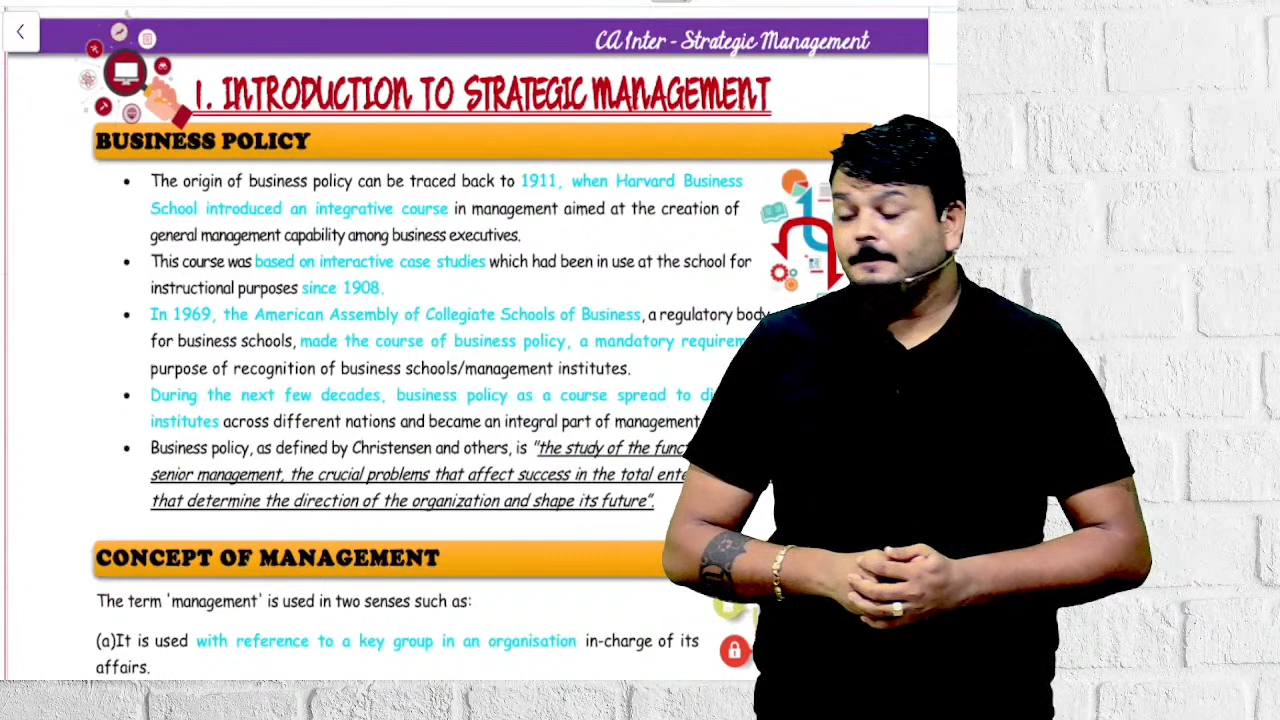 CA Inter - Strategic Management
1. INTRODUCTION TO STRATEGIC MANAGEMENT
BUSINESS POLICY
• The origin of business policy can be traced back to 1911, when Harvard Business
School introduced an integrative course in management aimed at the creation of
general management capability among business executives.
• This course was based on interactive case studies which had been in use at the school for
instructional purposes since 1908.
• In 1969, the American Assembly of Collegiate Schools of Business, a regulatory body
for business schools, made the course of business policy, a mandatory
purpose of recognition of business schools/management institutes.
• During the next few decades, business policy as a course spread to
institutes across different nations and became an integral part of management
• Business policy, as defined by Christensen and others, is "the study of the
senior management, the crucial problems that affect success in the total
that determine the direction of the organization and shape its future".
CONCEPT OF MANAGEMENT
The term 'management' is used in two senses such as:
(a)It is used with reference to a key group in an organisation in-charge of its
affairs.